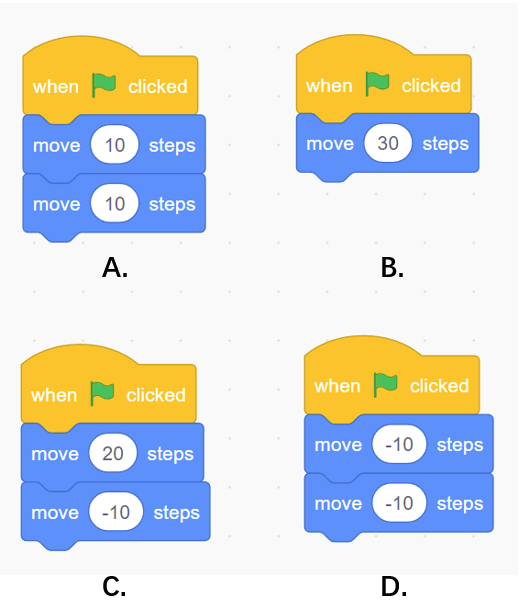 when clicked
move 10 steps
move 10 steps
A.
when clicked
move 30 steps
B.
when clicked
move 20 steps
move -10 steps
C.
when clicked
move -10 steps
move -10 steps
D.